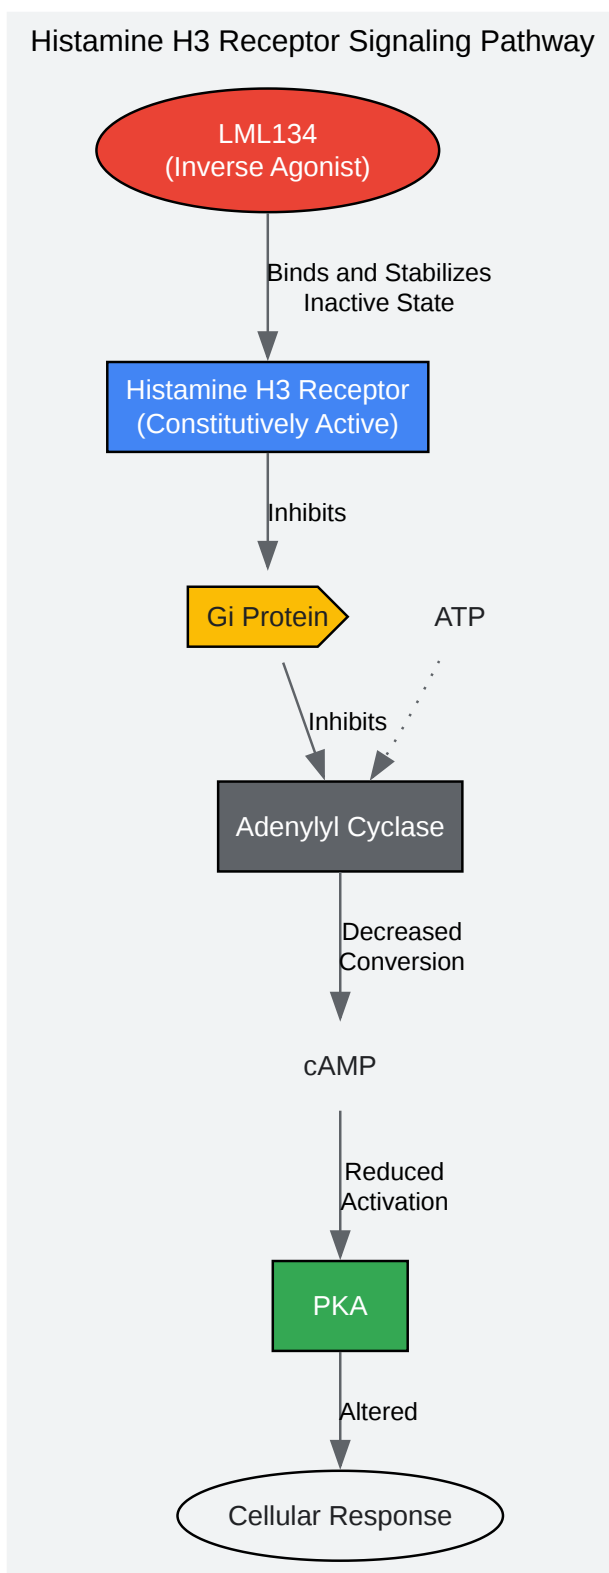 Histamine H3 Receptor Signaling Pathway
LML134
(Inverse Agonist)
Binds and Stabilizes
Inactive State
Histamine H3 Receptor
(Constitutively Active)
Inhibits
Gi Protein
ATP
Inhibits
Adenylyl Cyclase
Decreased
Conversion
cAMP
Reduced
Activation
PKA
Altered
Cellular Response